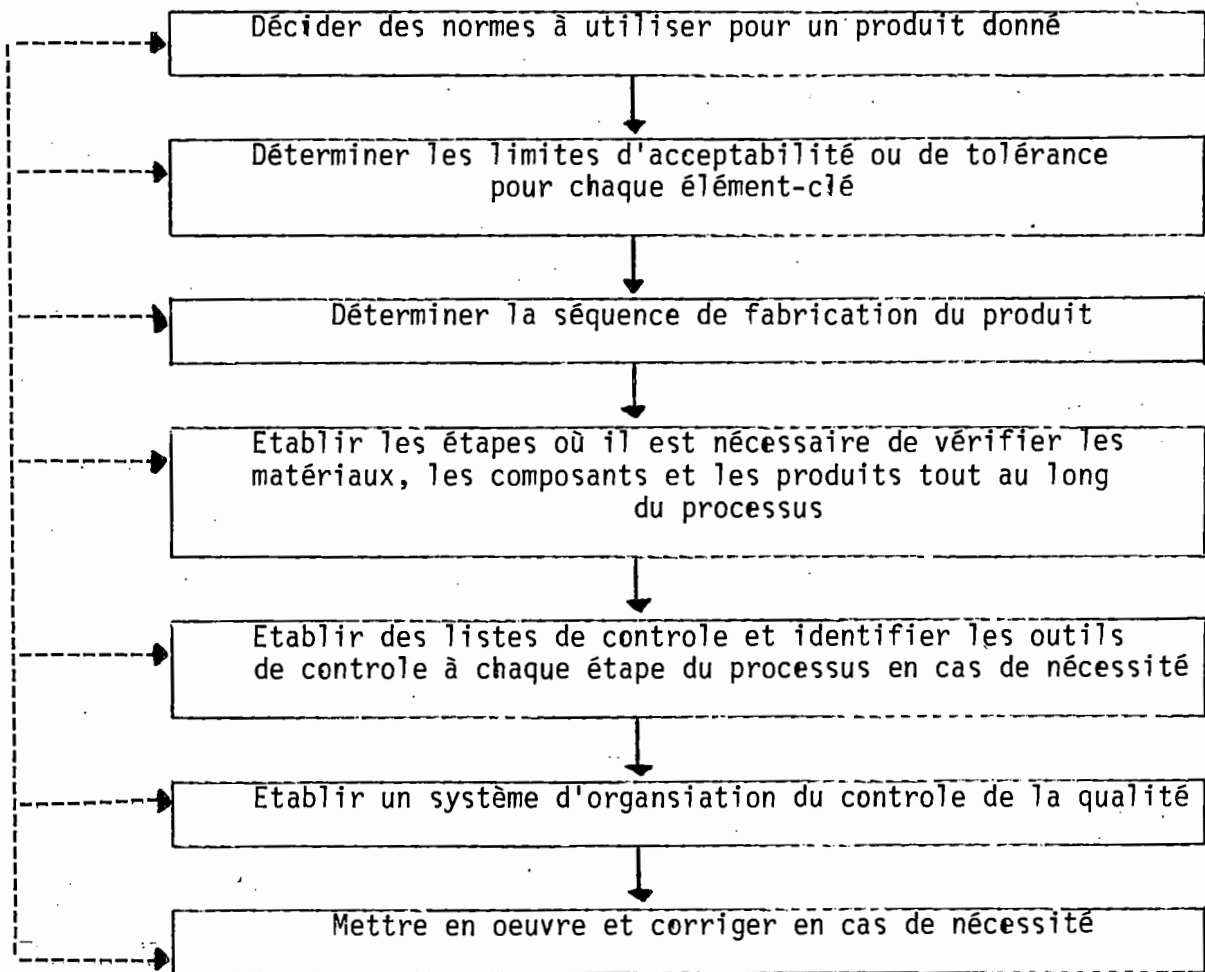 Décider des normes à utiliser pour un produit donné
Déterminer les limites d'acceptabilité ou de tolérance
pour chaque élément-clé
Déterminer la séquence de fabrication du produit
Etablir les étapes où il est nécessaire de vérifier les
matériaux, les composants et les produits tout au long
du processus
Etablir des listes de controle et identifier les outils
de controle à chaque étape du processus en cas de nécessité
Etablir un système d'organsiation du controle de la qualité
Mettre en oeuvre et corriger en cas de nécessité